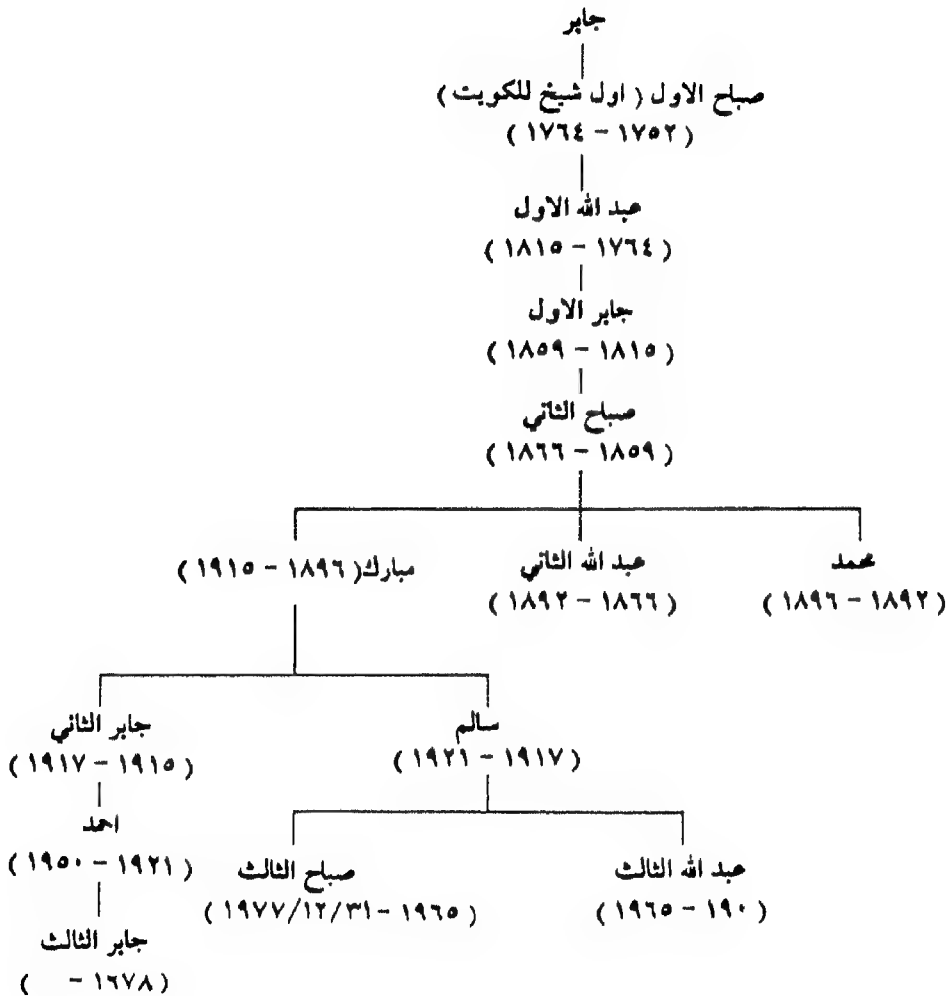 جابر
صباح الاول ( اول شيخ للكويت )
( ١٧٥٢ - ١٧٦٤ )
عبد الله الاول
( ١٧٦٤ - ١٨١٥ )
جابر الاول
( ١٨١٥ - ١٨٥٩ )
صباح الثاني
( ١٨٥٩ - ١٨٦٦ )
محمد
( ١٨٩٢ - ١٨٩٦ )
عبد الله الثاني
( ١٨٦٦ - ١٨٩٢ )
مبارك ( ١٨٩٦ - ١٩١٥ )
سالم
( ١٩١٧ - ١٩٢١ )
جابر الثاني
( ١٩١٥ - ١٩١٧ )
احمد
( ١٩٢١ - ١٩٥٠ )
عبد الله الثالث
( ١٩٠ - ١٩٦٥ )
صباح الثالث
( ١٩٦٥ - ١٩٧٧/١٢/٣١ )
جابر الثالث
( ١٦٧٨ - )